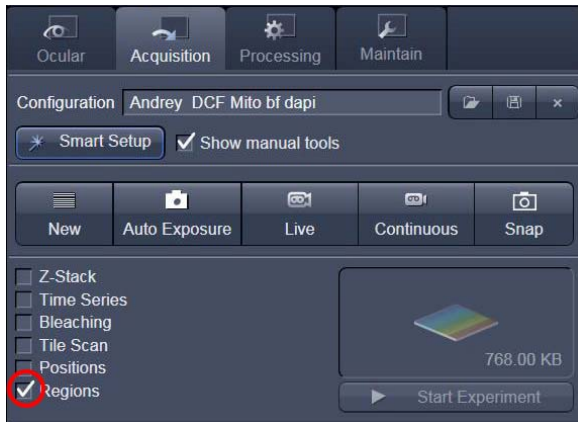 Ocular Acquisition Processing Maintain
Configuration Andrey DCF Mito bf dapi
Smart Setup Show manual tools
New Auto Exposure Live Continuous Snap
Z-Stack
Time Series
Bleaching
Tile Scan
Positions
Regions
768.00 KB
Start Experiment